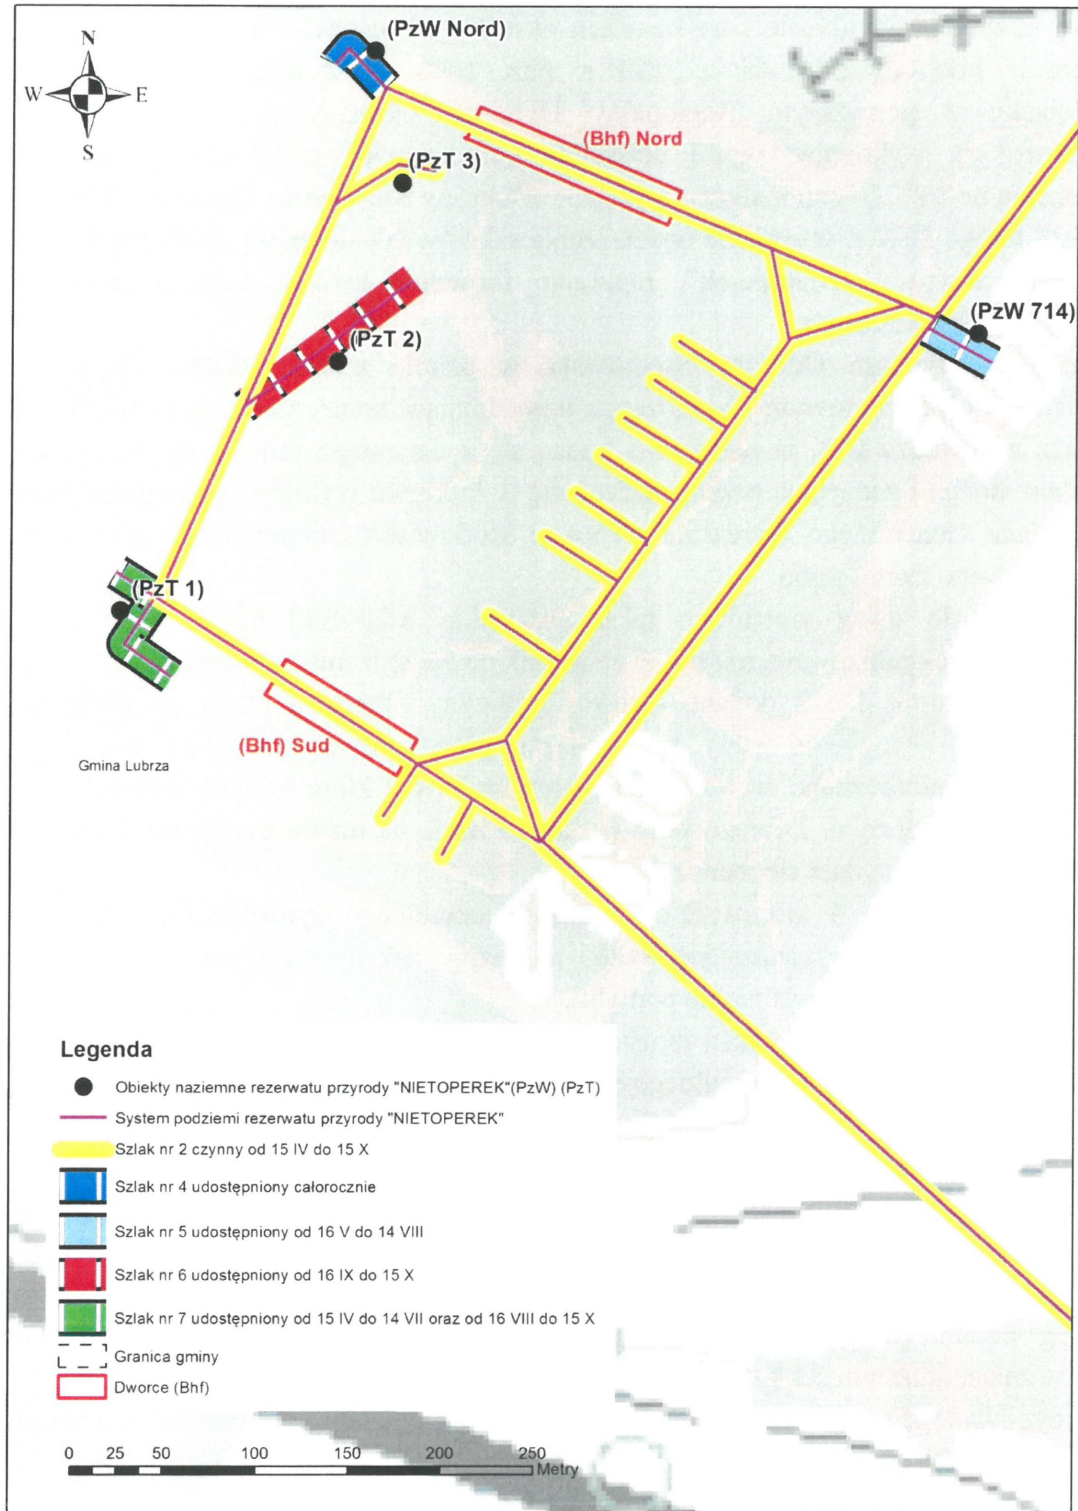 N
W E
S
(PzW Nord)
(Bhf) Nord
(PzT 3)
(PzW 714)
(PzT 2)
(PzT 1)
(Bhf) Sud
Gmina Lubrza
Legenda
Obiekty naziemne rezerwatu przyrody "NIETOPEREK"(PzW) (PzT)
System podziemi rezerwatu przyrody "NIETOPEREK"
Szlak nr 2 czynny od 15 IV do 15 X
Szlak nr 4 udostępniony całorocznie
Szlak nr 5 udostępniony od 16 V do 14 VIII
Szlak nr 6 udostępniony od 16 IX do 15 X
Szlak nr 7 udostępniony od 15 IV do 14 VII oraz od 16 VIII do 15 X
Granica gminy
Dworce (Bhf)
0 25 50 100 150 200 250
Metry